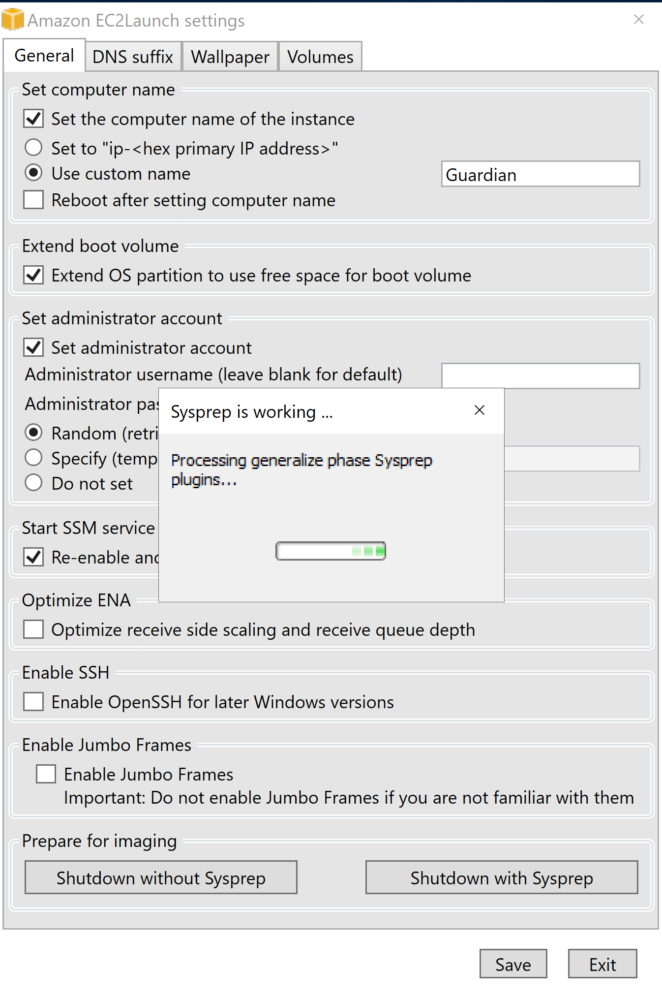 Amazon EC2Launch settings
General
DNS suffix
Wallpaper
Volumes
Set computer name
Set the computer name of the instance
Set to "ip-<hex primary IP address>"
Use custom name
Guardian
Reboot after setting computer name
Extend boot volume
Extend OS partition to use free space for boot volume
Set administrator account
Set administrator account
Administrator username (leave blank for default)
Administrator
Random
Specify
Do not set
Sysprep is working ...
Processing generalize phase Sysprep
plugins...
Start SSM service
Re-enable
Optimize ENA
Optimize receive side scaling and receive queue depth
Enable SSH
Enable OpenSSH for later Windows versions
Enable Jumbo Frames
Enable Jumbo Frames
Important: Do not enable Jumbo Frames if you are not familiar with them
Prepare for imaging
Shutdown without Sysprep
Shutdown with Sysprep
Save
Exit